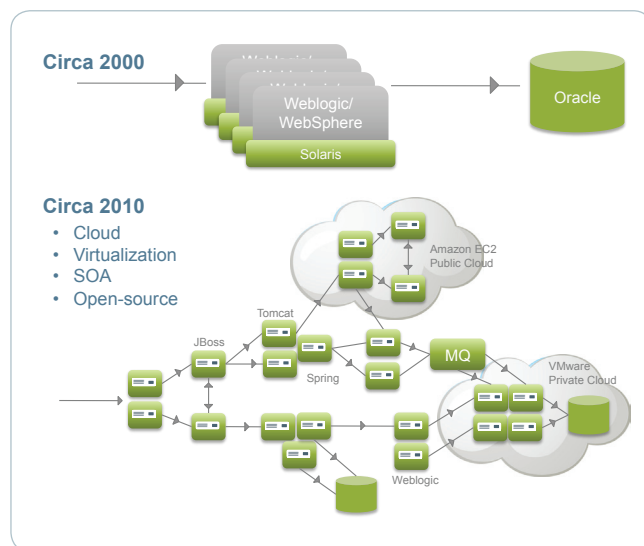 Circa 2000
Weblogic/
Weblogic/
WebSphere
Solaris
Oracle
Circa 2010
• Cloud
• Virtualization
• SOA
• Open-source
Amazon EC2
Public Cloud
Tomcat
JBoss
Spring
MQ
VMware
Private Cloud
Weblogic